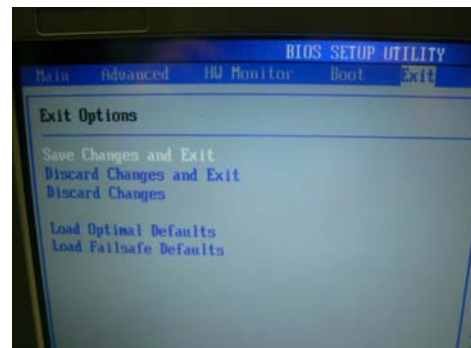 BIOS SETUP UTILITY
Main Advanced HW Monitor Boot Exit
Exit Options
Save Changes and Exit
Discard Changes and Exit
Discard Changes
Load Optimal Defaults
Load Failsafe Defaults